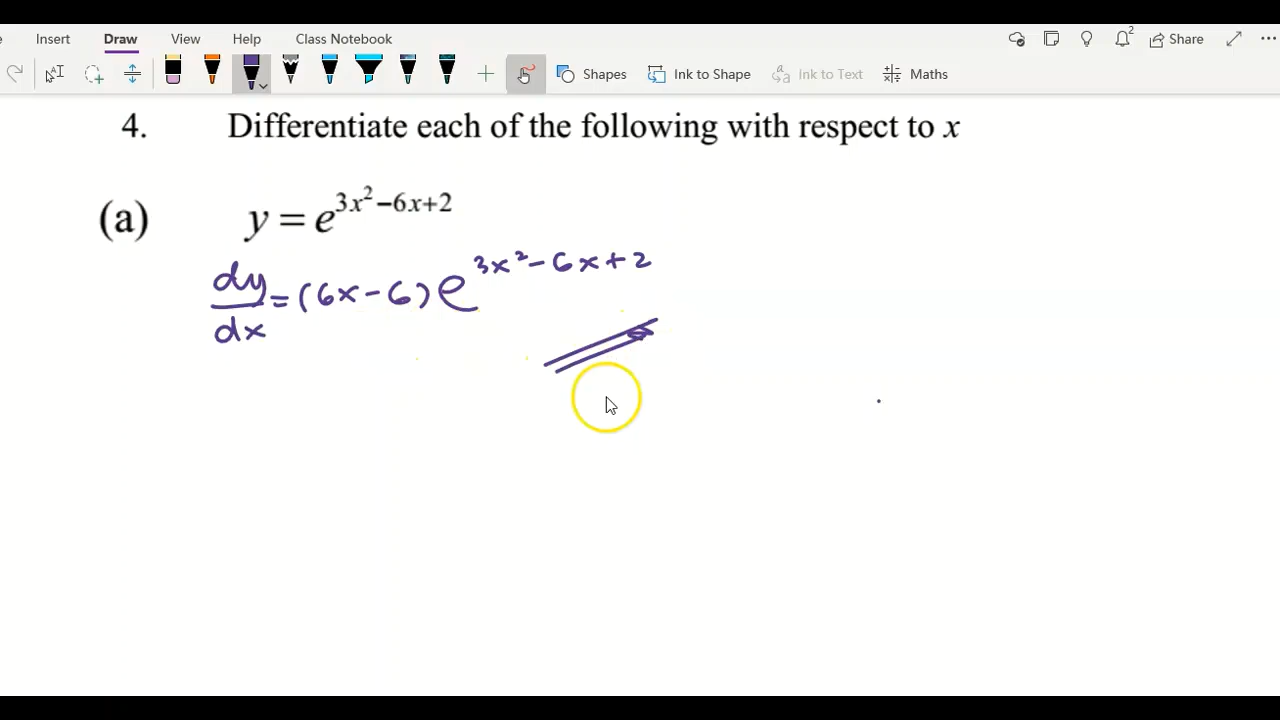 Insert Draw View Help Class Notebook 2 Share
Shapes Ink to Shape Ink to Text Maths
4. Differentiate each of the following with respect to x
(a) y = e^{3x^2-6x+2}
dy/dx = (6x-6) e^{3x^2-6x+2}